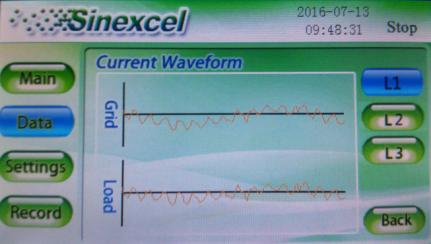 Sinexcel
2016-07-13
09:48:31
Stop
Main
Data
Settings
Record
Current Waveform
Grid
Load
L1
L2
L3
Back